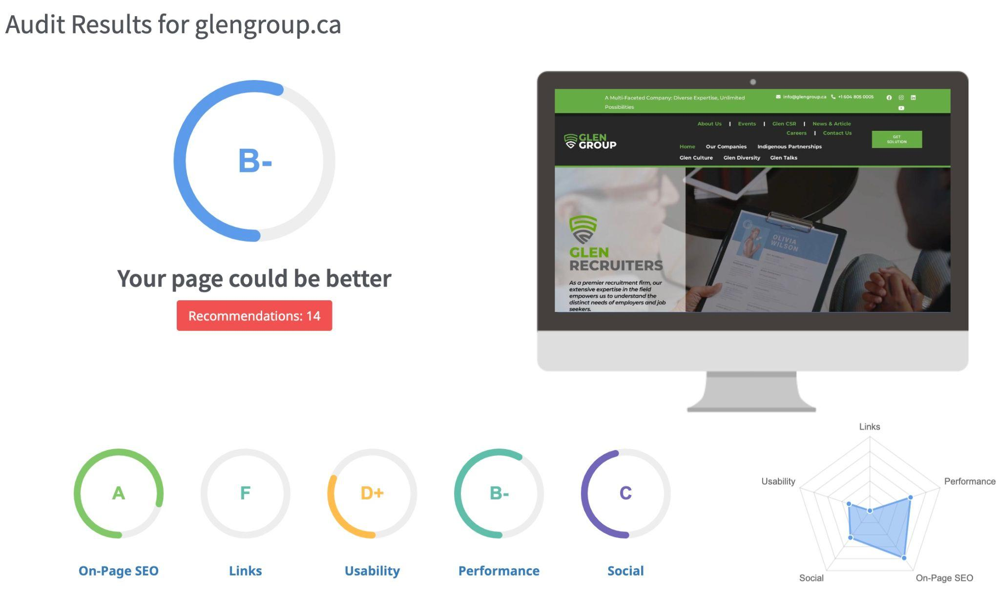 Audit Results for glengroup.ca
B-
Your page could be better
Recommendations: 14
A Multi-Faceted Company: Diverse Expertise, Unlimited
Possibilities
info@glengroup.ca
+1 604 805 0005
About Us | Events | Glen CSR | News & Article
Careers | Contact Us
GLEN
GROUP
Home Our Companies Indigenous Partnerships
Glen Culture Glen Diversity Glen Talks
GET
SOLUTION
OLIVIA
WILSON
GLEN
RECRUITERS
As a premier recruitment firm, our
extensive expertise in the field
empowers us to understand the
distinct needs of employers and job
seekers.
A
On-Page SEO
F
Links
D+
Usability
B-
Performance
C
Social
Links
Usability
Performance
Social
On-Page SEO